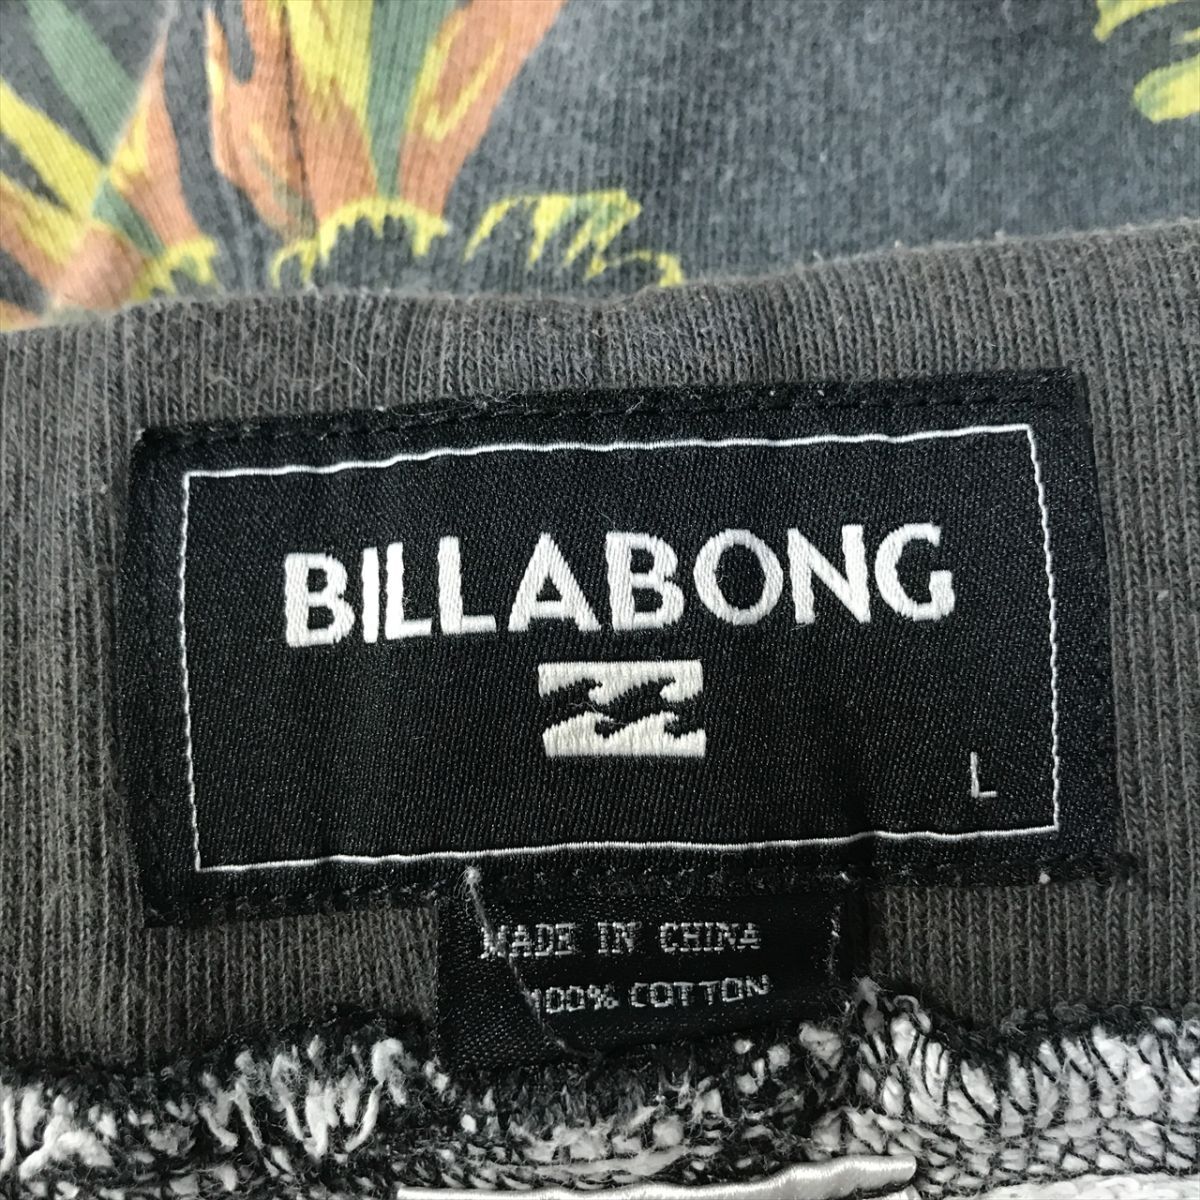 BILLABONG
L
MADE IN CHINA
100% COTTON